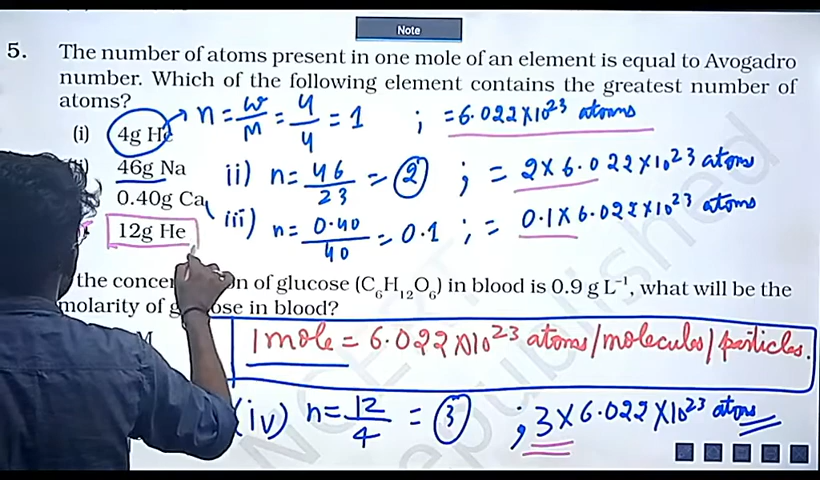 Note
5. The number of atoms present in one mole of an element is equal to Avogadro
number. Which of the following element contains the greatest number of
atoms?
(i) 4g He
n = w/M = 4/4 = 1 ; = 6.022×10²³ atoms
46g Na
ii) n = 46/23 = 2 ; = 2×6.022×10²³ atoms
0.40g Ca
iii) n = 0.40/40 = 0.1 ; = 0.1×6.022×10²³ atoms
12g He
the concen on of glucose (C₆H₁₂O₆) in blood is 0.9 g L⁻¹, what will be the
molarity of g ose in blood?
M
1 mole = 6.022×10²³ atoms/molecules/particles.
(iv) n = 12/4 = 3 ; 3×6.022×10²³ atoms
NCERT
republished